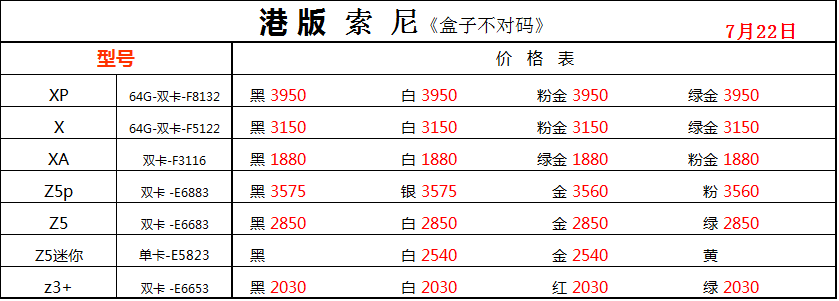 港版 索 尼《盒子不对码》 7月22日
型号 价 格 表
XP 64G-双卡-F8132 黑 3950 白 3950 粉金 3950 绿金 3950
X 64G-双卡-F5122 黑 3150 白 3150 粉金 3150 绿金 3150
XA 双卡-F3116 黑 1880 白 1880 绿金 1880 粉金 1880
Z5p 双卡 -E6883 黑 3575 银 3575 金 3560 粉 3560
Z5 双卡 -E6683 黑 2850 白 2850 金 2850 绿 2850
Z5迷你 单卡-E5823 黑 白 2540 金 2540 黄
z3+ 双卡 -E6653 黑 2030 白 2030 红 2030 绿 2030